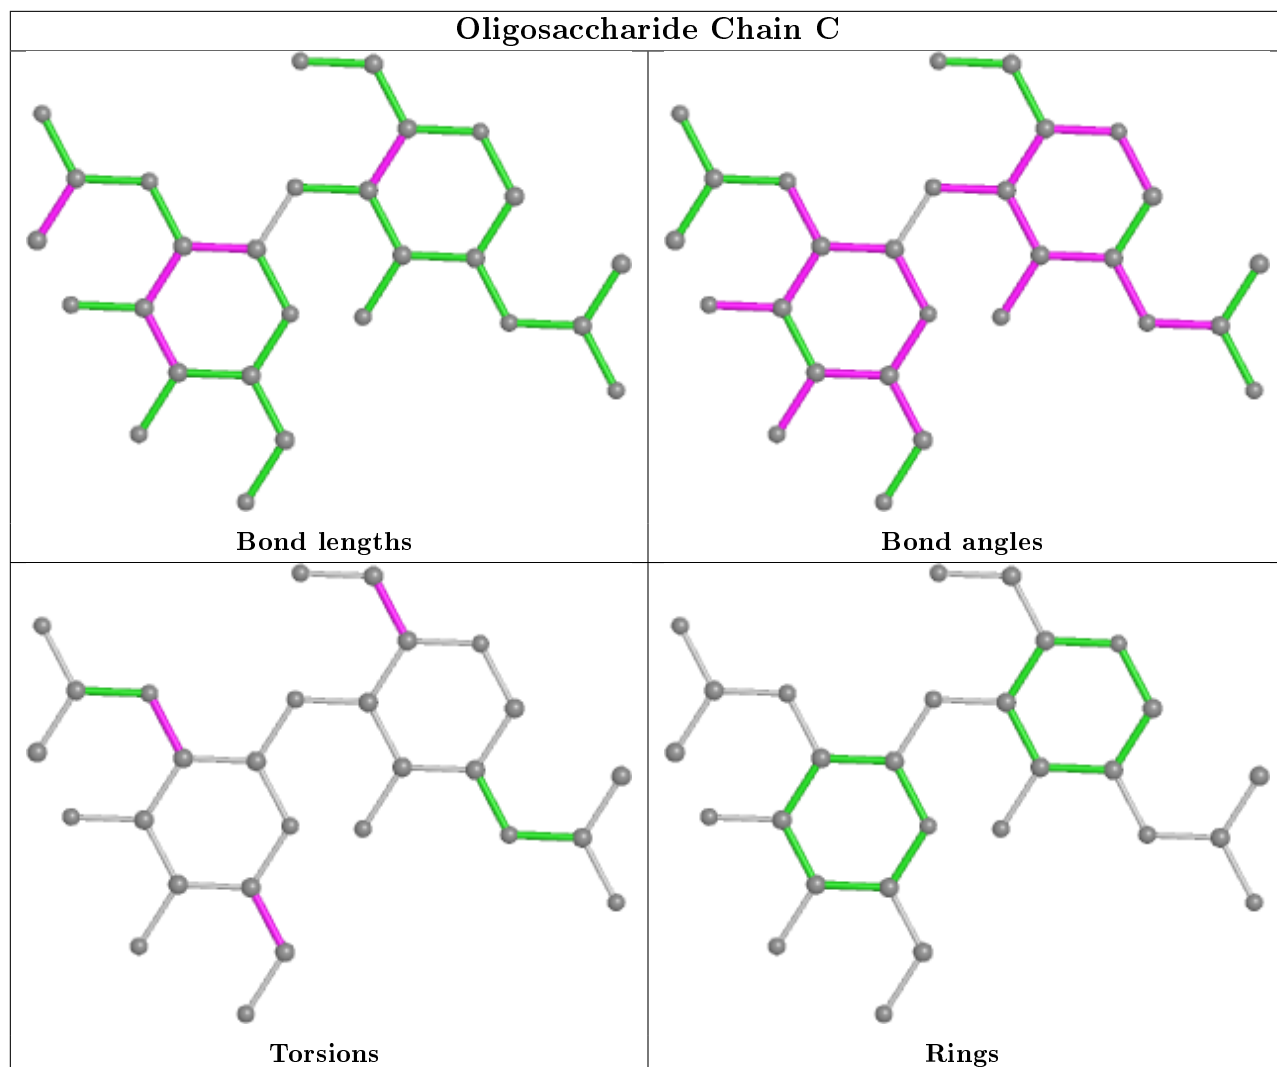 Oligosaccharide Chain C
Bond lengths
Bond angles
Torsions
Rings